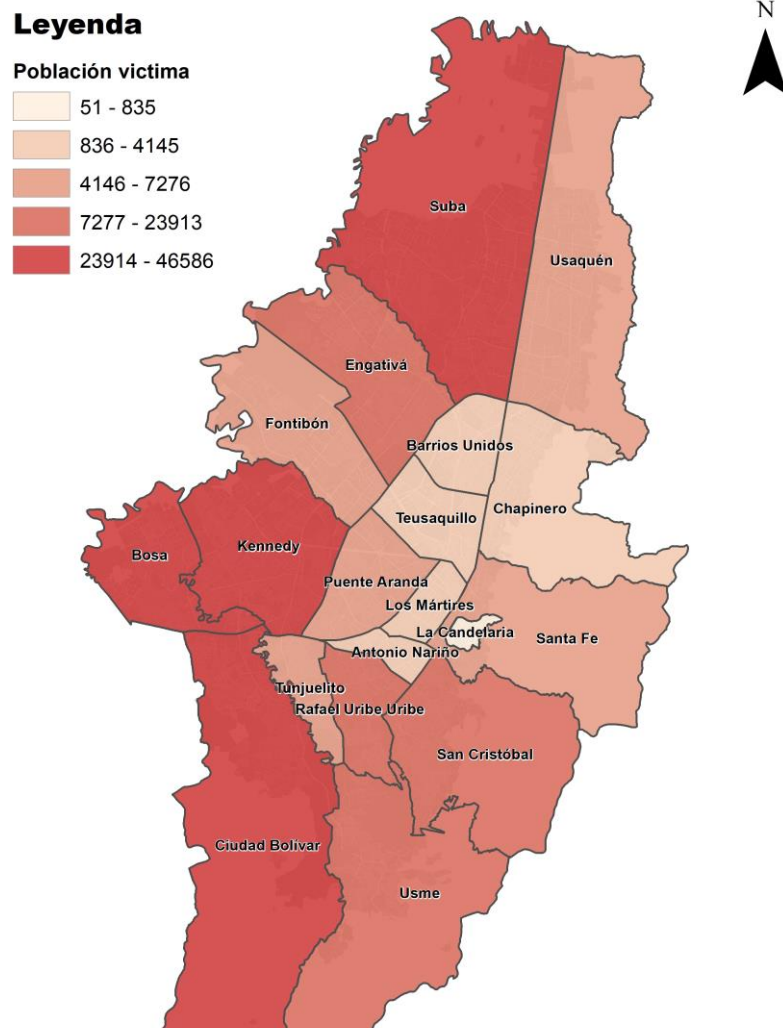 Leyenda
Población victima
51 - 835
836 - 4145
4146 - 7276
7277 - 23913
23914 - 46586
N
Suba
Usaquén
Engativá
Fontibón
Barrios Unidos
Chapinero
Teusaquillo
Kennedy
Bosa
Puente Aranda
Los Mártires
La Candelaria
Santa Fe
Antonio Nariño
Tunjuelito
Rafael Uribe Uribe
San Cristóbal
Ciudad Bolívar
Usme